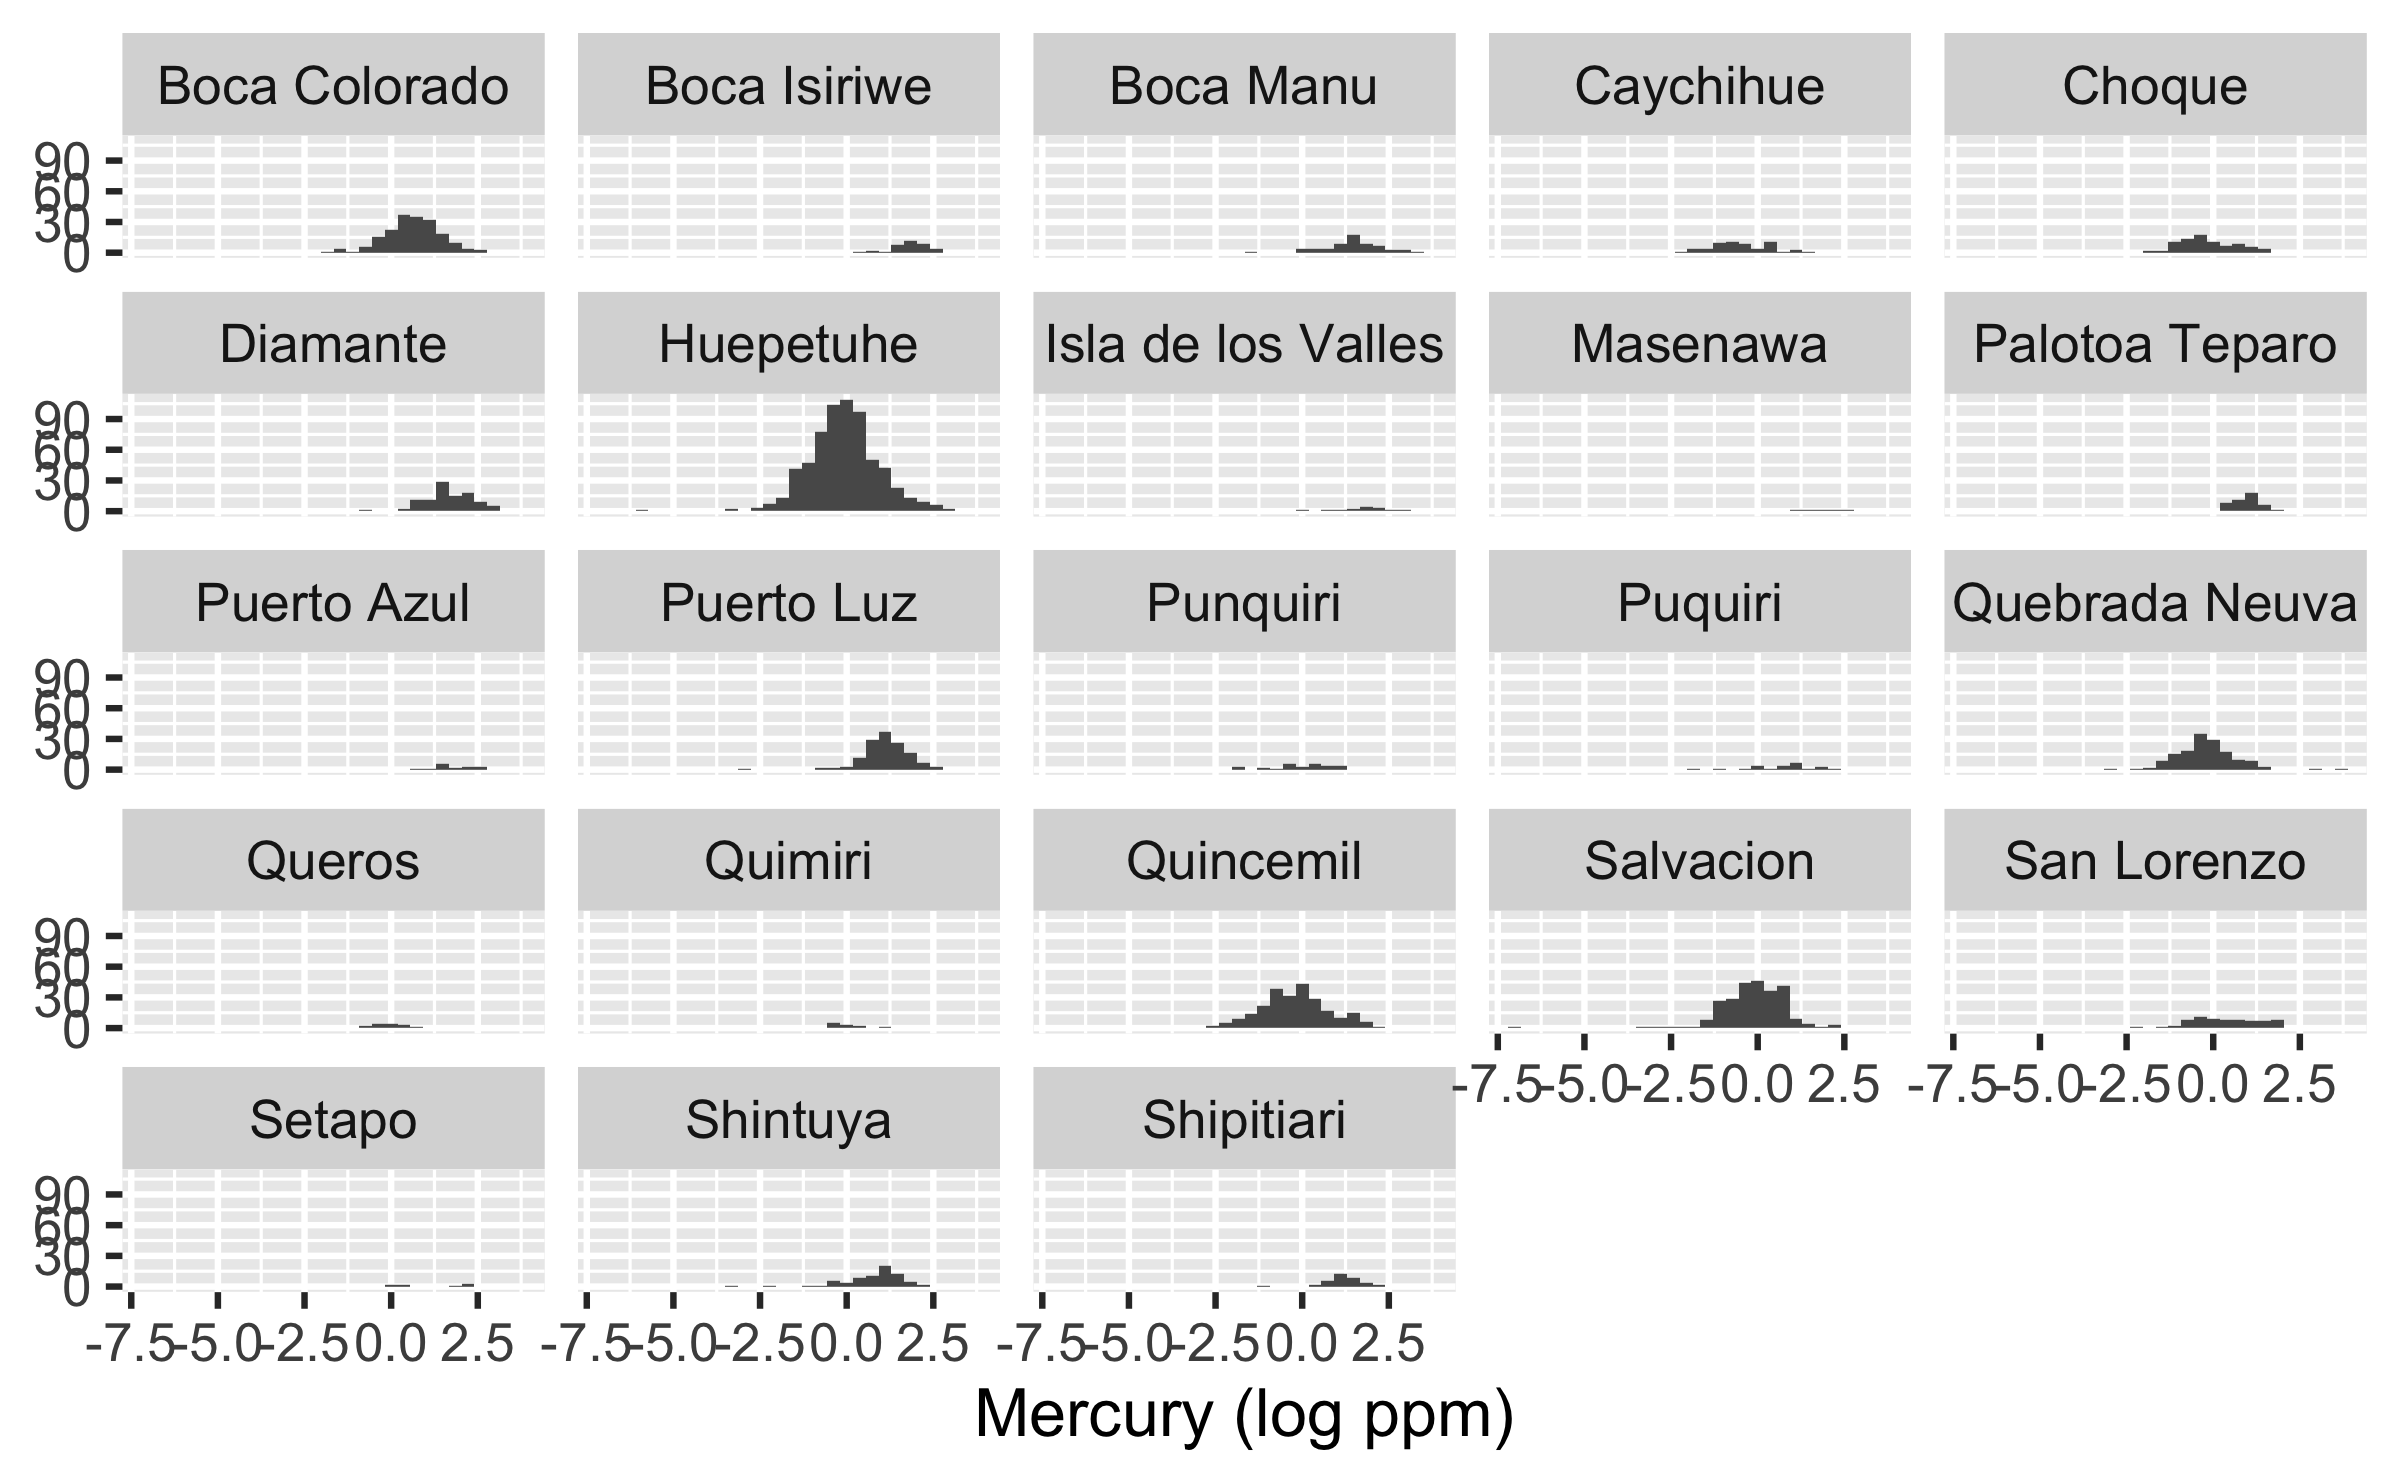 Boca Colorado Boca Isiriwe Boca Manu Caychihue Choque
90
60
30
0
Diamante Huepetuhe Isla de los Valles Masenawa Palotoa Teparo
90
60
30
0
Puerto Azul Puerto Luz Punquiri Puquiri Quebrada Neuva
90
60
30
0
Queros Quimiri Quincemil Salvacion San Lorenzo
90
60
30
0
-7.5 -5.0 -2.5 0.0 2.5 -7.5 -5.0 -2.5 0.0 2.5
Setapo Shintuya Shipitiari
90
60
30
0
-7.5 -5.0 -2.5 0.0 2.5 -7.5 -5.0 -2.5 0.0 2.5 -7.5 -5.0 -2.5 0.0 2.5
Mercury (log ppm)